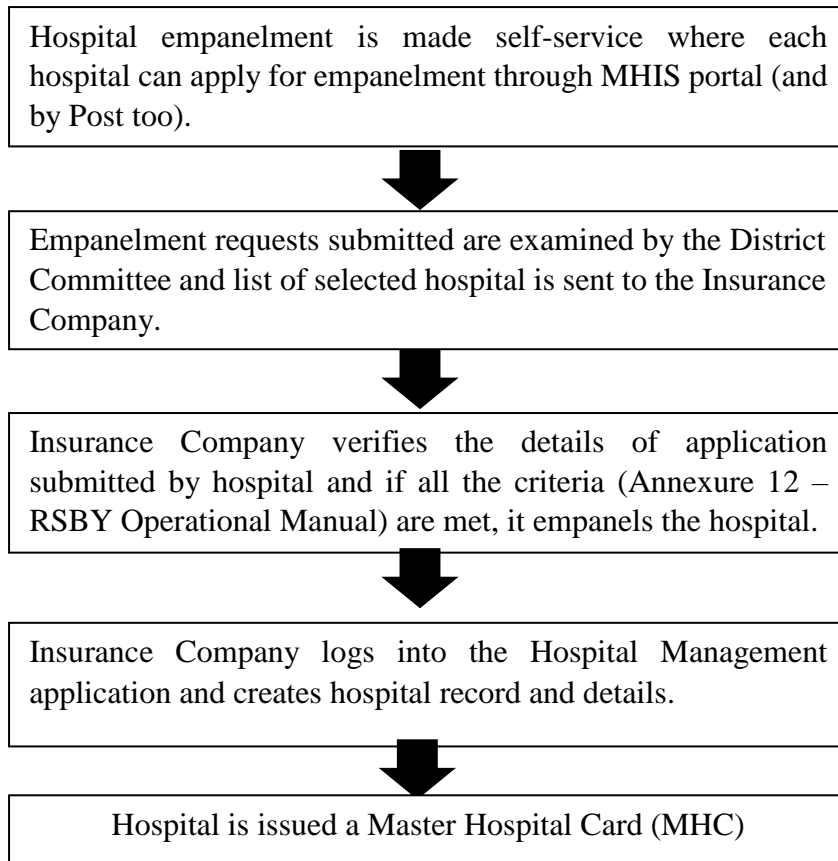 Hospital empanelment is made self-service where each
hospital can apply for empanelment through MHIS portal (and
by Post too).
Empanelment requests submitted are examined by the District
Committee and list of selected hospital is sent to the Insurance
Company.
Insurance Company verifies the details of application
submitted by hospital and if all the criteria (Annexure 12 –
RSBY Operational Manual) are met, it empanels the hospital.
Insurance Company logs into the Hospital Management
application and creates hospital record and details.
Hospital is issued a Master Hospital Card (MHC)